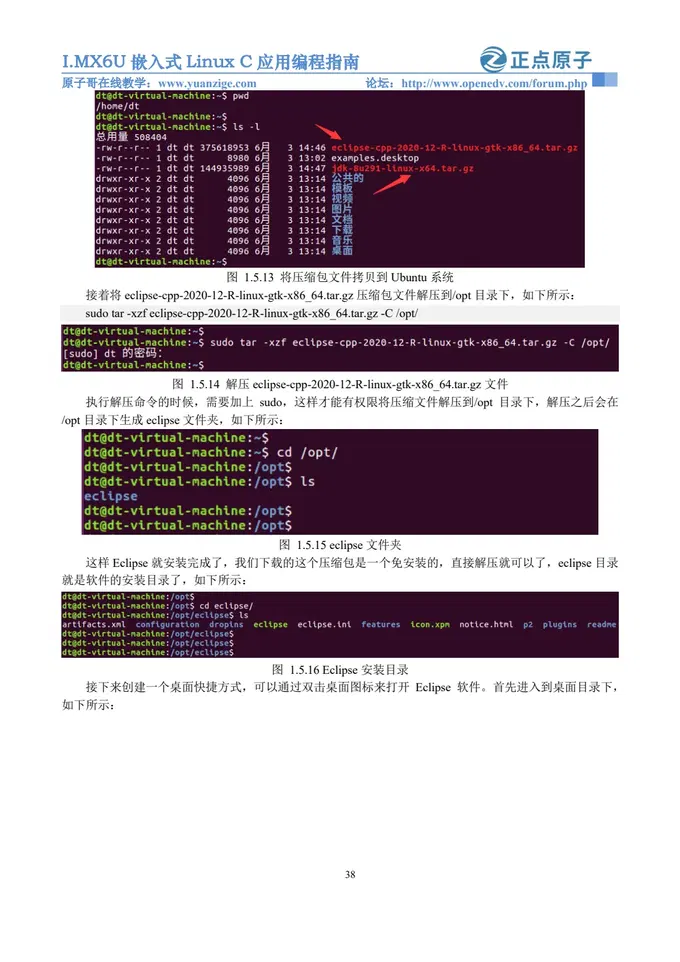 I.MX6U 嵌入式 Linux C 应用编程指南
正点原子
原子哥在线教学：www.yuanzige.com 论坛：http://www.openedv.com/forum.php
dt@dt-virtual-machine:~$ pwd
/home/dt
dt@dt-virtual-machine:~$
dt@dt-virtual-machine:~$ ls -l
总用量 508404
-rw-r--r-- 1 dt dt 375618953 6月 3 14:46 eclipse-cpp-2020-12-R-linux-gtk-x86_64.tar.gz
-rw-r--r-- 1 dt dt 8980 6月 3 13:02 examples.desktop
-rw-r--r-- 1 dt dt 144935989 6月 3 14:47 jdk-8u291-linux-x64.tar.gz
drwxr-xr-x 2 dt dt 4096 6月 3 13:14 公共的
drwxr-xr-x 2 dt dt 4096 6月 3 13:14 模板
drwxr-xr-x 2 dt dt 4096 6月 3 13:14 视频
drwxr-xr-x 2 dt dt 4096 6月 3 13:14 图片
drwxr-xr-x 2 dt dt 4096 6月 3 13:14 文档
drwxr-xr-x 2 dt dt 4096 6月 3 13:14 下载
drwxr-xr-x 2 dt dt 4096 6月 3 13:14 音乐
drwxr-xr-x 2 dt dt 4096 6月 3 13:14 桌面
dt@dt-virtual-machine:~$
图 1.5.13 将压缩包文件拷贝到 Ubuntu 系统
接着将 eclipse-cpp-2020-12-R-linux-gtk-x86_64.tar.gz 压缩包文件解压到/opt 目录下，如下所示：
sudo tar -xzf eclipse-cpp-2020-12-R-linux-gtk-x86_64.tar.gz -C /opt/
dt@dt-virtual-machine:~$
dt@dt-virtual-machine:~$ sudo tar -xzf eclipse-cpp-2020-12-R-linux-gtk-x86_64.tar.gz -C /opt/
[sudo] dt 的密码：
dt@dt-virtual-machine:~$
图 1.5.14 解压 eclipse-cpp-2020-12-R-linux-gtk-x86_64.tar.gz 文件
执行解压命令的时候，需要加上 sudo，这样才能有权限将压缩文件解压到/opt 目录下，解压之后会在
/opt 目录下生成 eclipse 文件夹，如下所示：
dt@dt-virtual-machine:~$
dt@dt-virtual-machine:~$ cd /opt/
dt@dt-virtual-machine:/opt$
dt@dt-virtual-machine:/opt$ ls
eclipse
dt@dt-virtual-machine:/opt$
dt@dt-virtual-machine:/opt$
图 1.5.15 eclipse 文件夹
这样 Eclipse 就安装完成了，我们下载的这个压缩包是一个免安装的，直接解压就可以了，eclipse 目录
就是软件的安装目录了，如下所示：
dt@dt-virtual-machine:/opt$
dt@dt-virtual-machine:/opt$ cd eclipse/
dt@dt-virtual-machine:/opt/eclipse$ ls
artifacts.xml configuration dropins eclipse eclipse.ini features icon.xpm notice.html p2 plugins readme
dt@dt-virtual-machine:/opt/eclipse$
dt@dt-virtual-machine:/opt/eclipse$
dt@dt-virtual-machine:/opt/eclipse$
图 1.5.16 Eclipse 安装目录
接下来创建一个桌面快捷方式，可以通过双击桌面图标来打开 Eclipse 软件。首先进入到桌面目录下，
如下所示：
38